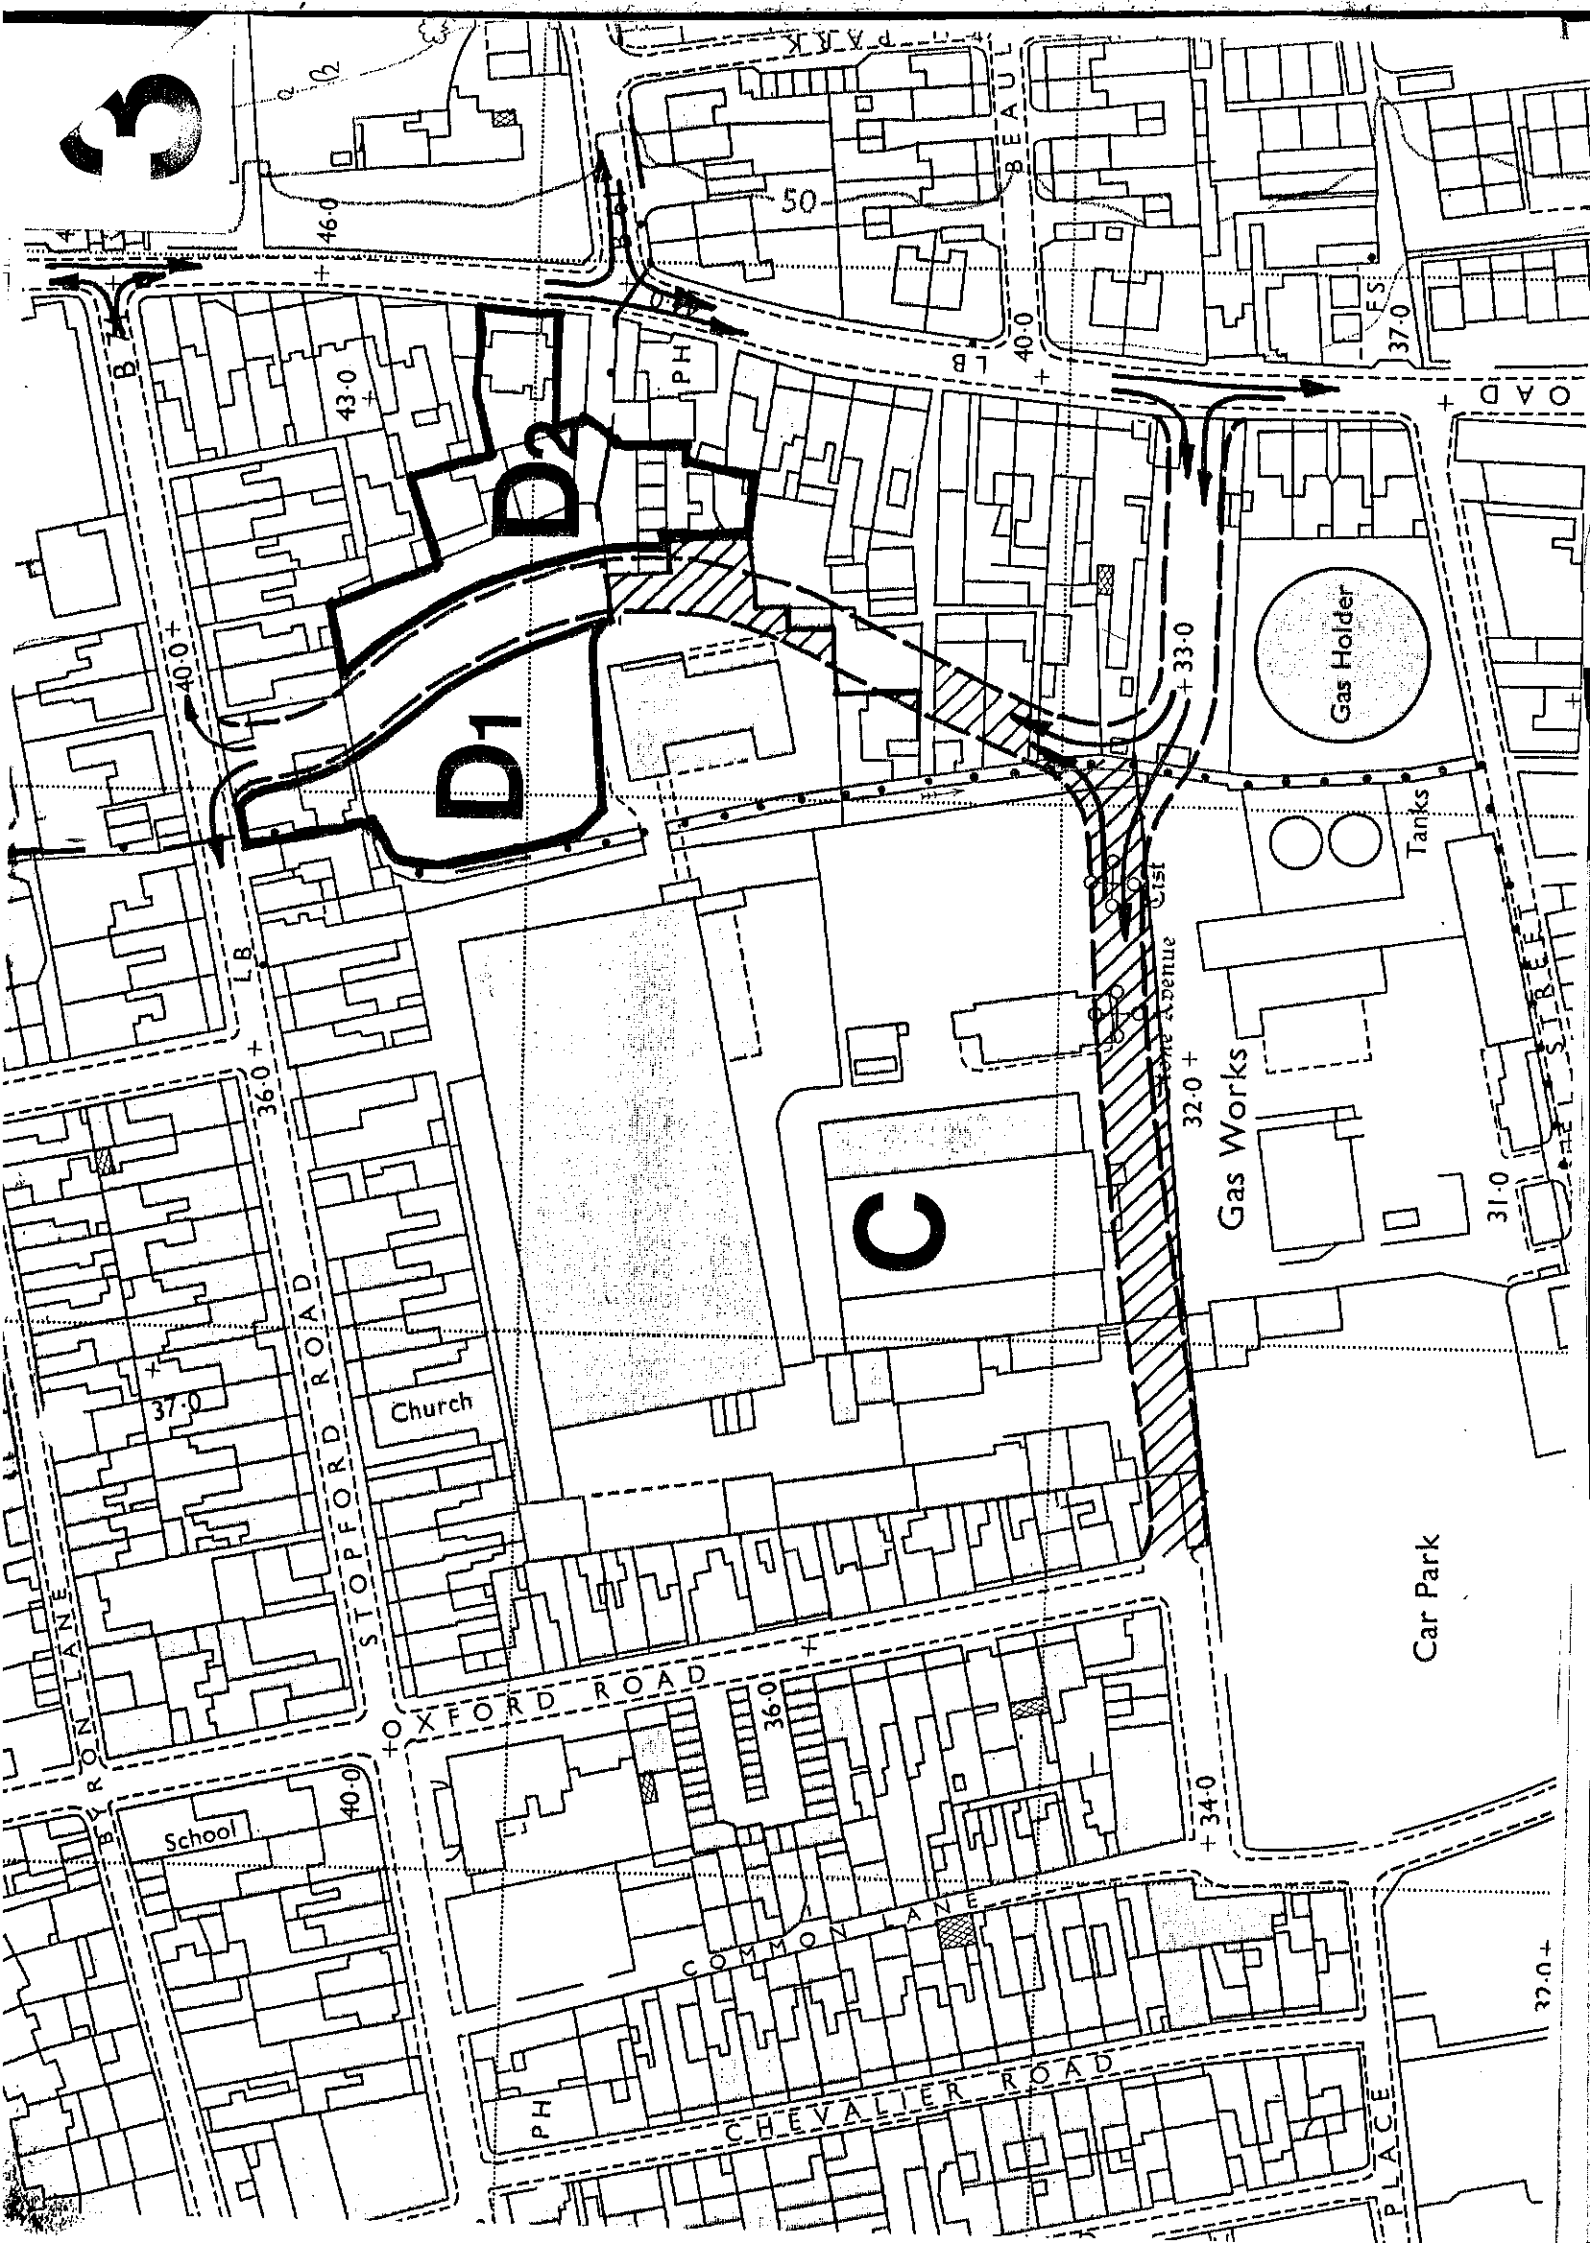 3
PARK
BEAUL
50
46·0
43·0
B
LB
40·0
PH
FS
37·0
OAD
D2
D1
40·0
33·0
Gas Holder
Tanks
LB
Cist
36·0
32·0
Gas Works
C
31·0
STREET
BYRON LANE
37·0
STOPFORD ROAD
Church
Car Park
OXFORD ROAD
36·0
School
40·0
34·0
COMMON LANE
32·0
PH
CHEVALIER ROAD
PLACE